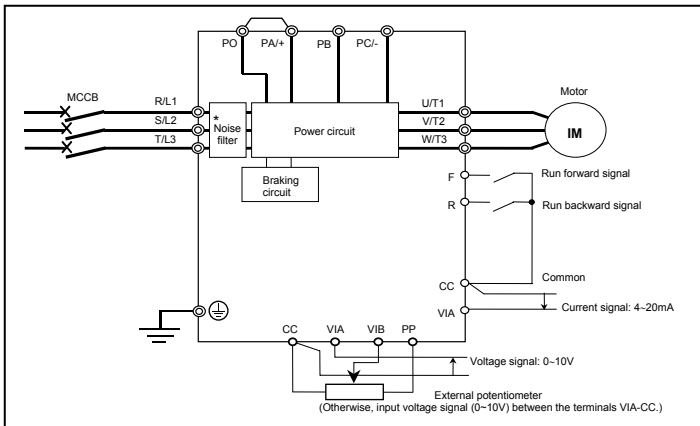 PO PA/+ PB PC/-
MCCB
R/L1
S/L2
T/L3
*
Noise
filter
Power circuit
Braking
circuit
U/T1
V/T2
W/T3
Motor
IM
F
Run forward signal
R
Run backward signal
CC
Common
VIA
Current signal: 4~20mA
CC VIA VIB PP
Voltage signal: 0~10V
External potentiometer
(Otherwise, input voltage signal (0~10V) between the terminals VIA-CC.)